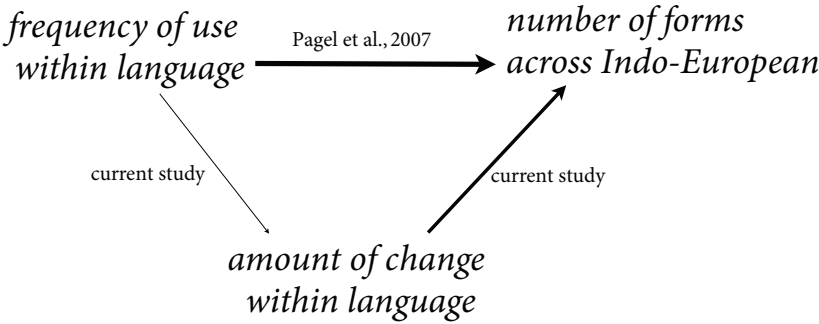 frequency of use
within language
Pagel et al., 2007
number of forms
across Indo-European
current study
current study
amount of change
within language